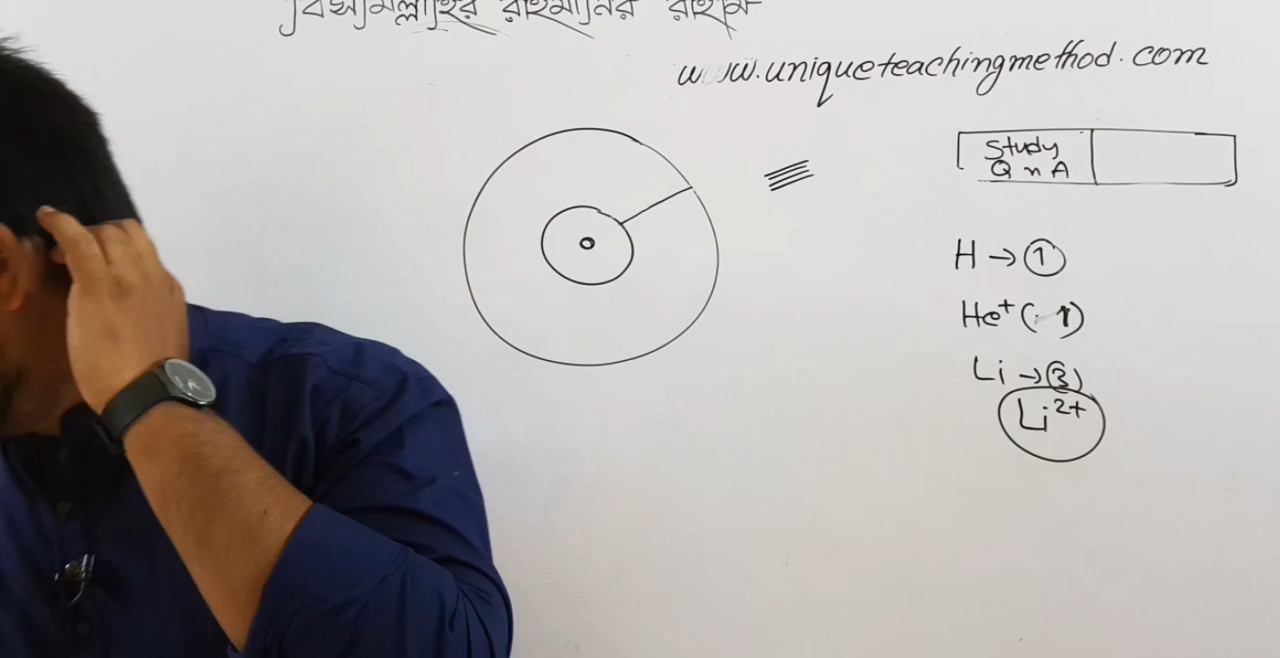 বিসমিল্লাহির রাহমানির রাহিম
www.uniqueteachingmethod.com
Study
Q n A
H → 1
He⁺ ( 1)
Li → 3
Li²⁺